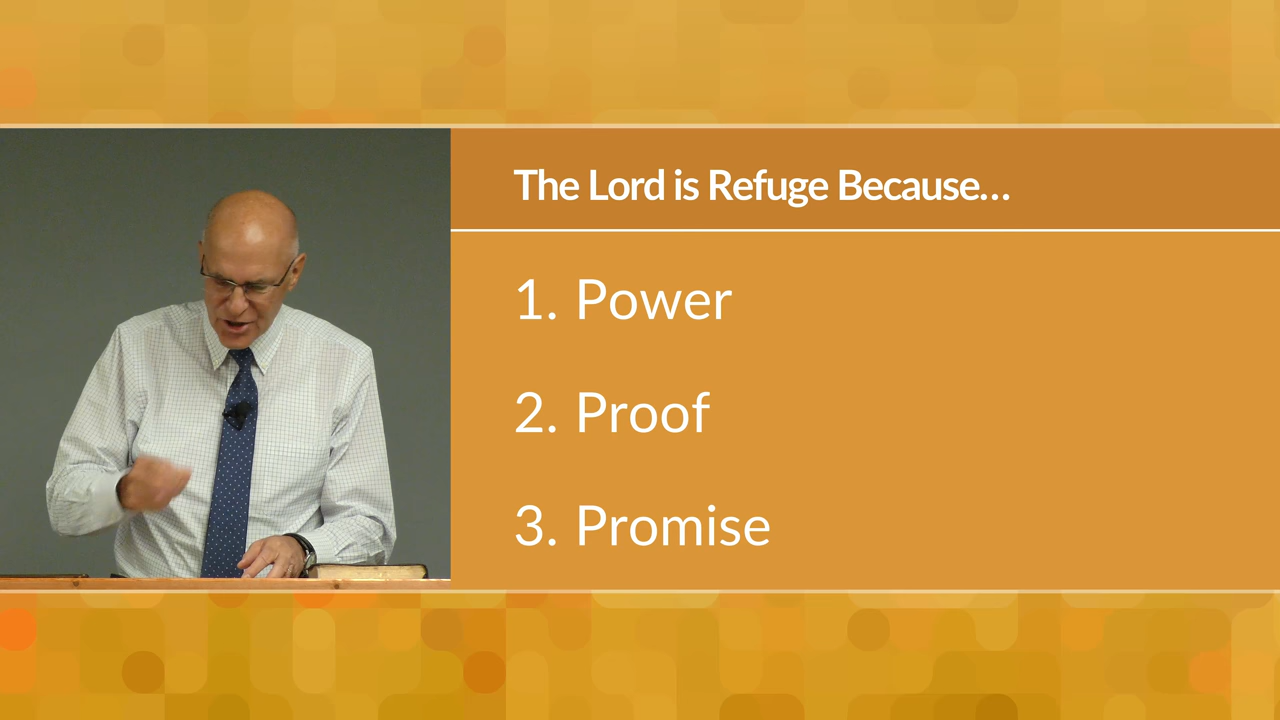 The Lord is Refuge Because…
1. Power
2. Proof
3. Promise